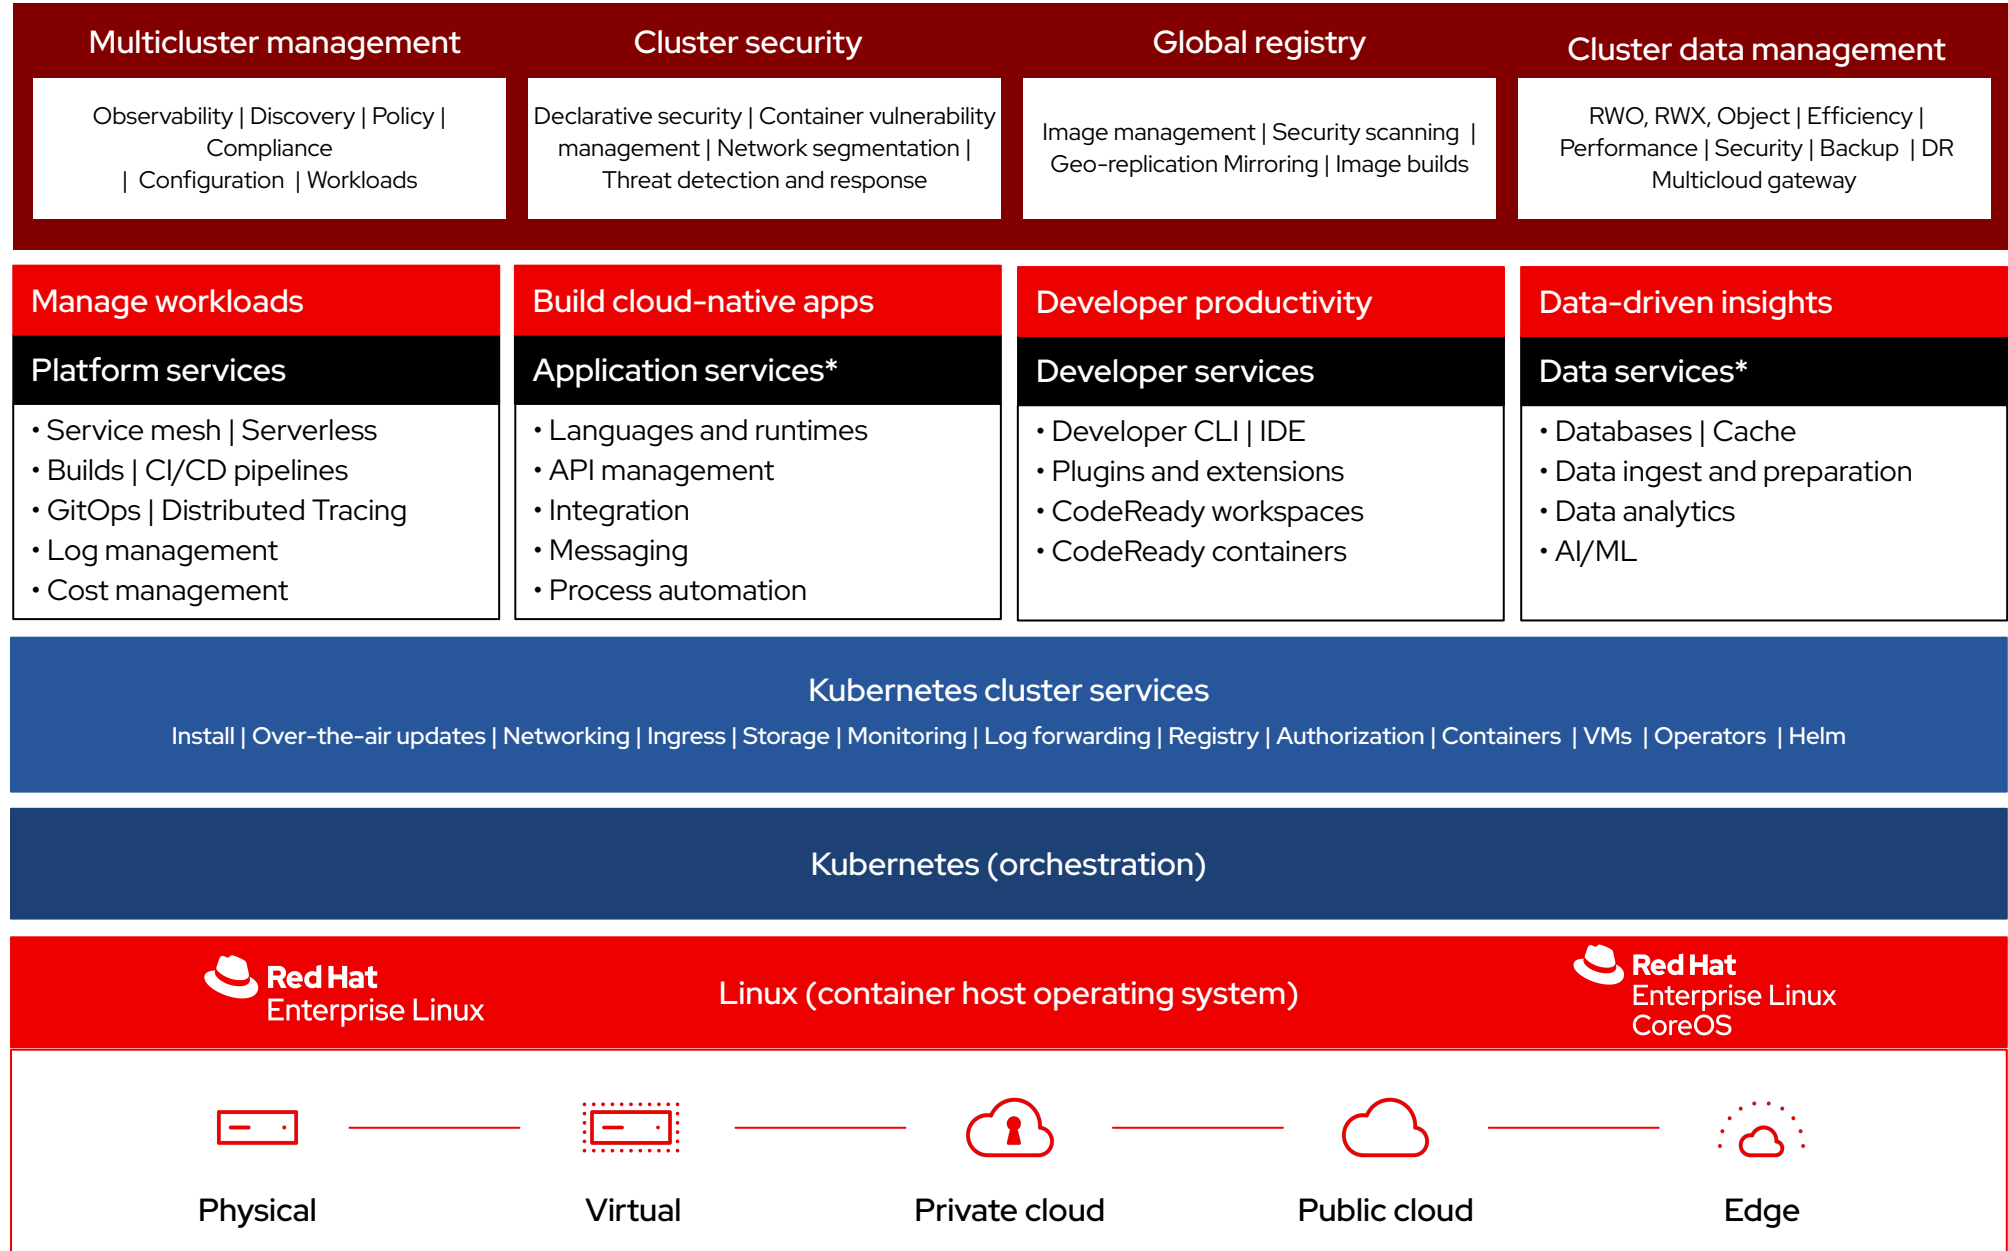 Multicluster management
Observability | Discovery | Policy |
Compliance
| Configuration | Workloads
Cluster security
Declarative security | Container vulnerability
management | Network segmentation |
Threat detection and response
Global registry
Image management | Security scanning |
Geo-replication Mirroring | Image builds
Cluster data management
RWO, RWX, Object | Efficiency |
Performance | Security | Backup | DR
Multicloud gateway
Manage workloads
Platform services
• Service mesh | Serverless
• Builds | CI/CD pipelines
• GitOps | Distributed Tracing
• Log management
• Cost management
Build cloud-native apps
Application services*
• Languages and runtimes
• API management
• Integration
• Messaging
• Process automation
Developer productivity
Developer services
• Developer CLI | IDE
• Plugins and extensions
• CodeReady workspaces
• CodeReady containers
Data-driven insights
Data services*
• Databases | Cache
• Data ingest and preparation
• Data analytics
• AI/ML
Kubernetes cluster services
Install | Over-the-air updates | Networking | Ingress | Storage | Monitoring | Log forwarding | Registry | Authorization | Containers | VMs | Operators | Helm
Kubernetes (orchestration)
Red Hat
Enterprise Linux
Linux (container host operating system)
Red Hat
Enterprise Linux
CoreOS
Physical
Virtual
Private cloud
Public cloud
Edge